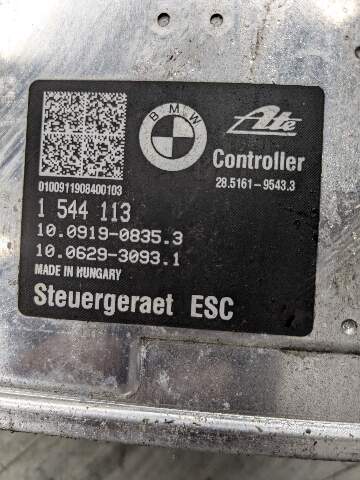 BMW
Ate
Controller
28.5161-9543.3
0100911908400103
1 544 113
10.0919-0835.3
10.0629-3093.1
MADE IN HUNGARY
Steuergeraet ESC